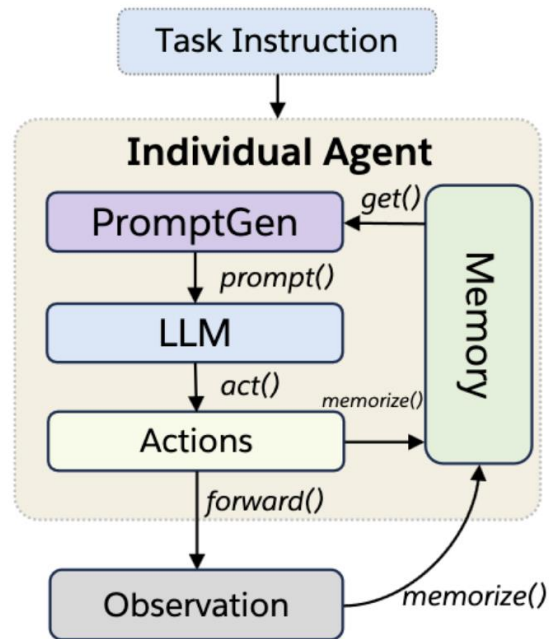 Task Instruction
Individual Agent
get()
PromptGen
Memory
prompt()
LLM
act()
memorize()
Actions
forward()
Observation
memorize()